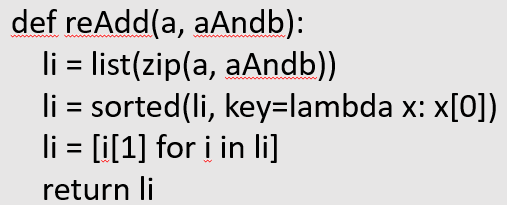 def reAdd(a, aAndb):
    li = list(zip(a, aAndb))
    li = sorted(li, key=lambda x: x[0])
    li = [i[1] for i in li]
    return li